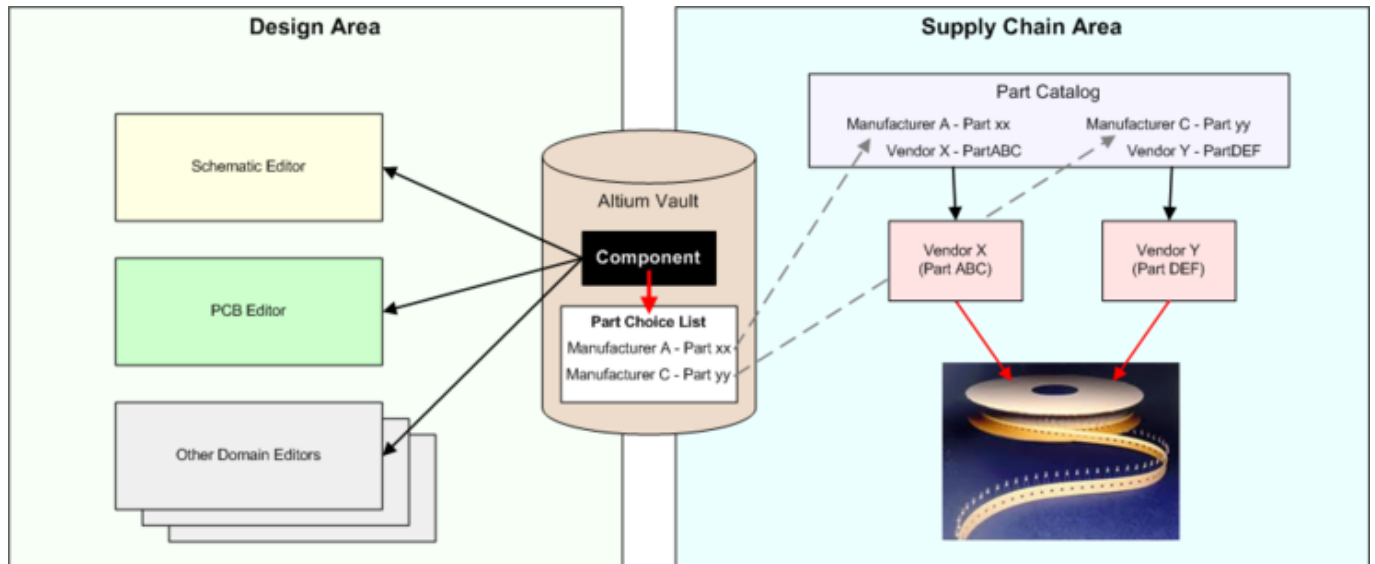 Design Area
Schematic Editor
PCB Editor
Other Domain Editors
Altium Vault
Component
Part Choice List
Manufacturer A - Part xx
Manufacturer C - Part yy
Supply Chain Area
Part Catalog
Manufacturer A - Part xx
Vendor X - PartABC
Manufacturer C - Part yy
Vendor Y - PartDEF
Vendor X
(Part ABC)
Vendor Y
(Part DEF)